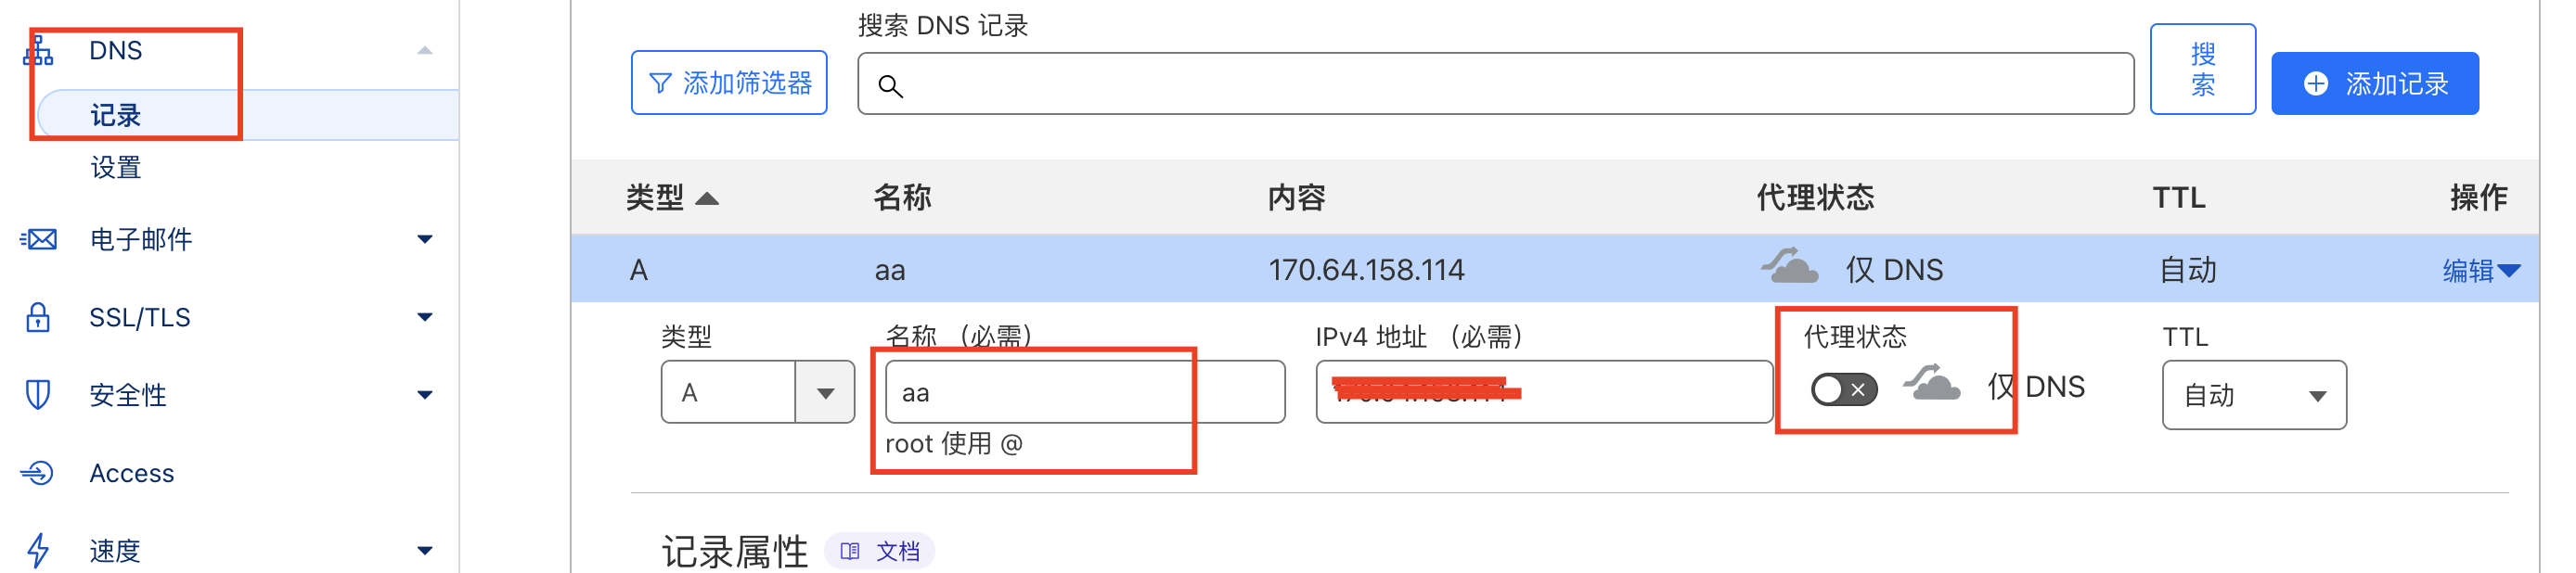 DNS
记录
设置
电子邮件
SSL/TLS
安全性
Access
速度
搜索 DNS 记录
添加筛选器
搜
索
添加记录
类型 名称 内容 代理状态 TTL 操作
A aa 170.64.158.114 仅 DNS 自动 编辑
类型 名称 （必需） IPv4 地址 （必需） 代理状态 TTL
A aa 仅 DNS 自动
root 使用 @
记录属性 文档